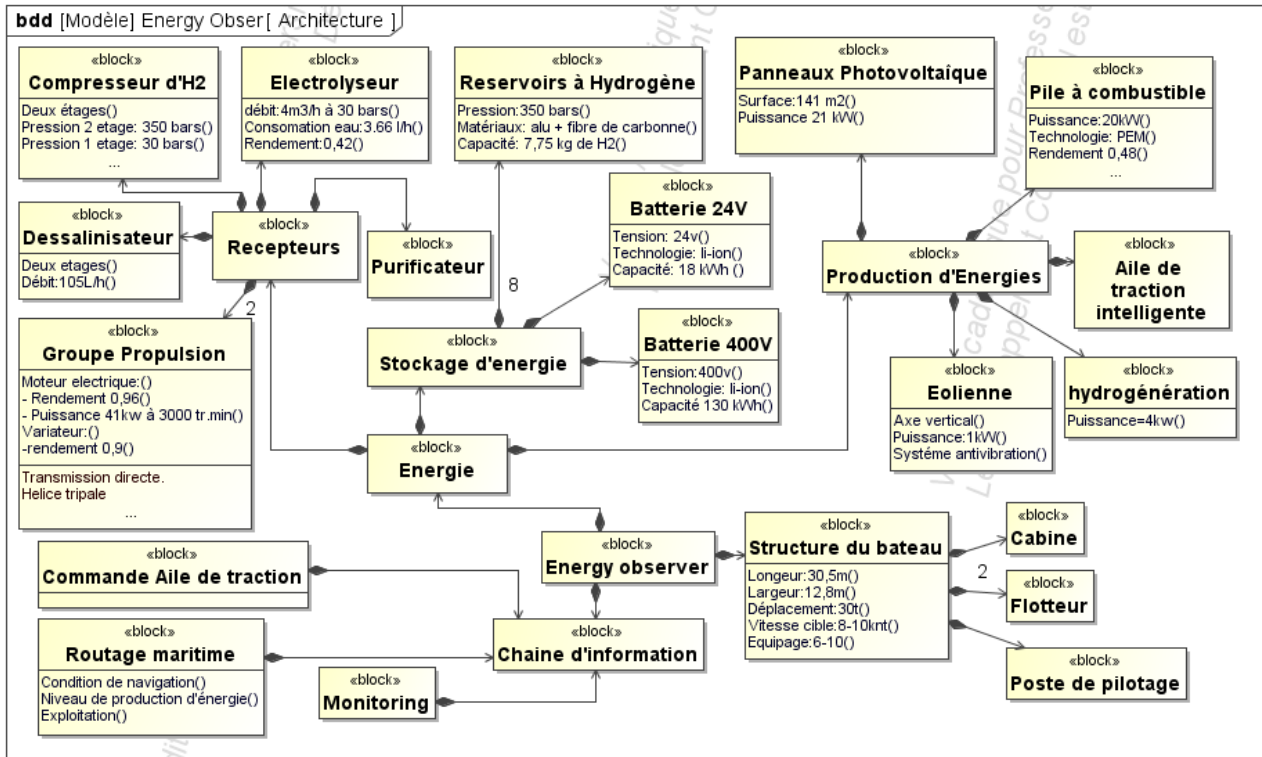 bdd [Modèle] Energy Obser[ Architecture ]
«block»
Compresseur d'H2
Deux étages()
Pression 2 etage: 350 bars()
Pression 1 etage: 30 bars()
...
«block»
Electrolyseur
débit:4m3/h à 30 bars()
Consomation eau:3.66 l/h()
Rendement:0,42()
«block»
Reservoirs à Hydrogène
Pression:350 bars()
Matériaux: alu + fibre de carbonne()
Capacité: 7,75 kg de H2()
«block»
Panneaux Photovoltaîque
Surface:141 m2()
Puissance 21 kW()
«block»
Pile à combustible
Puissance:20kW()
Technologie: PEM()
Rendement 0,48()
...
«block»
Dessalinisateur
Deux etages()
Débit:105L/h()
«block»
Recepteurs
«block»
Purificateur
«block»
Batterie 24V
Tension: 24v()
Technologie: li-ion()
Capacité: 18 kWh ()
8
«block»
Production d'Energies
«block»
Aile de
traction
intelligente
2
«block»
Groupe Propulsion
Moteur electrique:()
- Rendement 0,96()
- Puissance 41kw à 3000 tr.min()
Variateur:()
-rendement 0,9()
Transmission directe.
Helice tripale
...
«block»
Stockage d'energie
«block»
Batterie 400V
Tension:400v()
Technologie: li-ion()
Capacité 130 kWh()
«block»
Eolienne
Axe vertical()
Puissance:1kW()
Systéme antivibration()
«block»
hydrogénération
Puissance=4kw()
«block»
Energie
«block»
Energy observer
«block»
Structure du bateau
Longeur:30,5m()
Largeur:12,8m()
Déplacement:30t()
Vitesse cible:8-10knt()
Equipage:6-10()
«block»
Cabine
2
«block»
Flotteur
«block»
Poste de pilotage
«block»
Commande Aile de traction
«block»
Routage maritime
Condition de navigation()
Niveau de production d'énergie()
Exploitation()
«block»
Chaine d'information
«block»
Monitoring